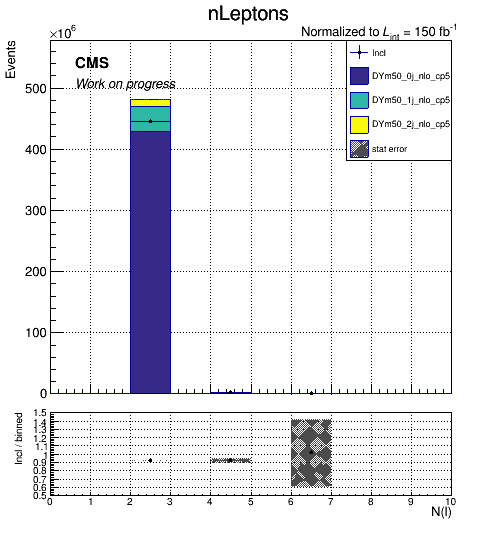 nLeptons
×10⁶
Normalized to L_int = 150 fb⁻¹
Events
CMS
Work on progress
Incl
DYm50_0j_nlo_cp5
DYm50_1j_nlo_cp5
DYm50_2j_nlo_cp5
stat error
500
400
300
200
100
0
Incl / binned
1.5
1.4
1.3
1.2
1.1
1
0.9
0.8
0.7
0.6
0.5
0 1 2 3 4 5 6 7 8 9 10
N(l)